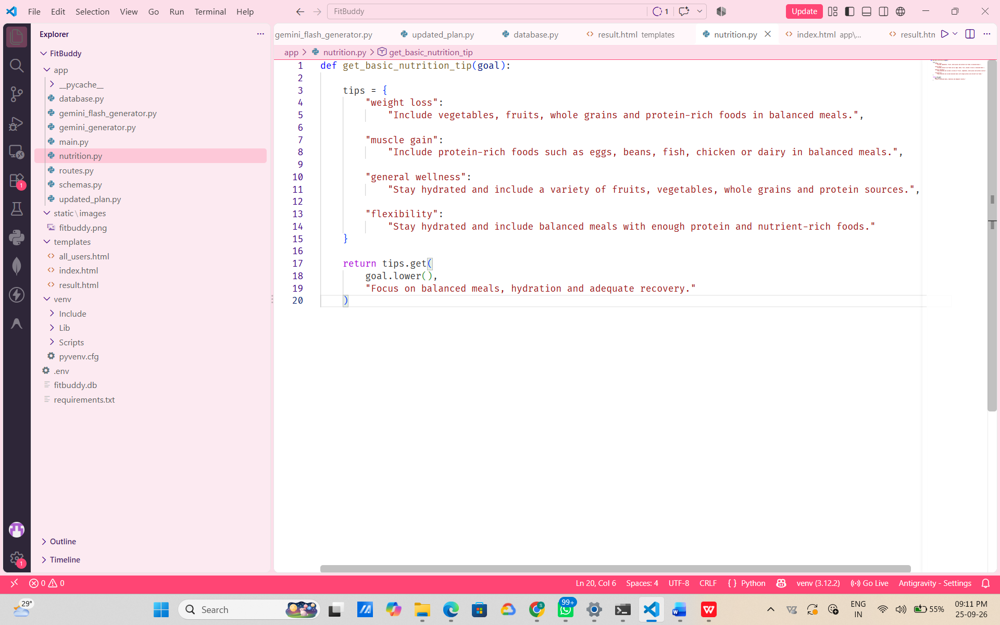 File Edit Selection View Go Run Terminal Help
FitBuddy
1
Update
Explorer
FitBuddy
app
__pycache__
database.py
gemini_flash_generator.py
gemini_generator.py
main.py
nutrition.py
routes.py
schemas.py
updated_plan.py
static\images
fitbuddy.png
templates
all_users.html
index.html
result.html
venv
Include
Lib
Scripts
pyvenv.cfg
.env
fitbuddy.db
requirements.txt
Outline
Timeline
1
1
gemini_flash_generator.py updated_plan.py database.py result.html templates nutrition.py index.html app\... result.htn
app > nutrition.py > get_basic_nutrition_tip
1 def get_basic_nutrition_tip(goal):
2
3 tips = {
4 "weight loss":
5 "Include vegetables, fruits, whole grains and protein-rich foods in balanced meals.",
6
7 "muscle gain":
8 "Include protein-rich foods such as eggs, beans, fish, chicken or dairy in balanced meals.",
9
10 "general wellness":
11 "Stay hydrated and include a variety of fruits, vegetables, whole grains and protein sources.",
12
13 "flexibility":
14 "Stay hydrated and include balanced meals with enough protein and nutrient-rich foods."
15 }
16
17 return tips.get(
18 goal.lower(),
19 "Focus on balanced meals, hydration and adequate recovery."
20 )
0 0
Ln 20, Col 6 Spaces: 4 UTF-8 CRLF { } Python venv (3.12.2) Go Live Antigravity - Settings
29°
Search
99+
ENG
IN
55%
09:11 PM
25-09-26